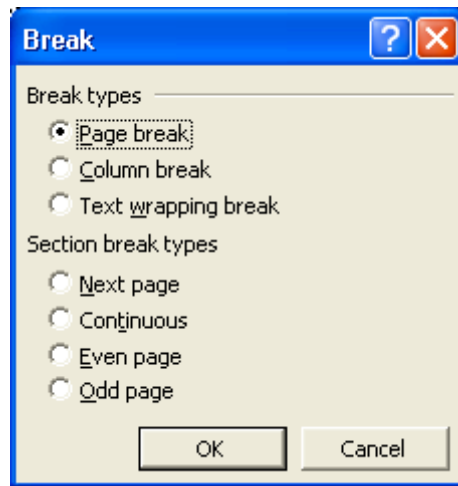 Break
?
Break types
Page break
Column break
Text wrapping break
Section break types
Next page
Continuous
Even page
Odd page
OK Cancel